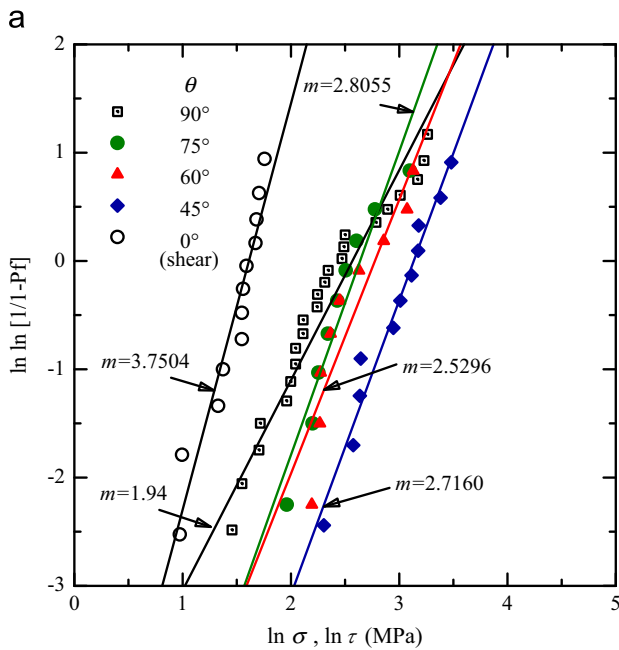 a
2
1
0
-1
-2
-3
ln ln [1/1-Pf]
θ
90°
75°
60°
45°
0°
(shear)
m=2.8055
m=3.7504
m=2.5296
m=1.94
m=2.7160
0
1
2
3
4
5
ln σ , ln τ (MPa)